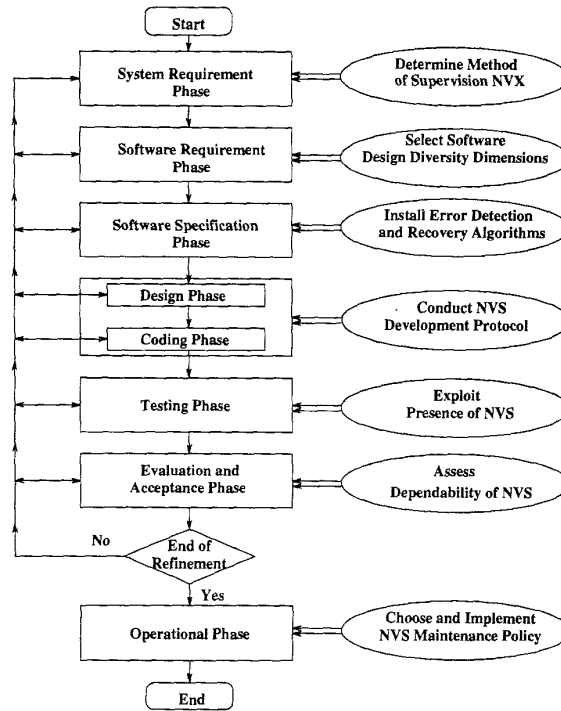 Start
System Requirement
Phase
Determine Method
of Supervision NVX
Software Requirement
Phase
Select Software
Design Diversity Dimensions
Software Specification
Phase
Install Error Detection
and Recovery Algorithms
Design Phase
Coding Phase
Conduct NVS
Development Protocol
Testing Phase
Exploit
Presence of NVS
Evaluation and
Acceptance Phase
Assess
Dependability of NVS
No
End of
Refinement
Yes
Operational Phase
Choose and Implement
NVS Maintenance Policy
End